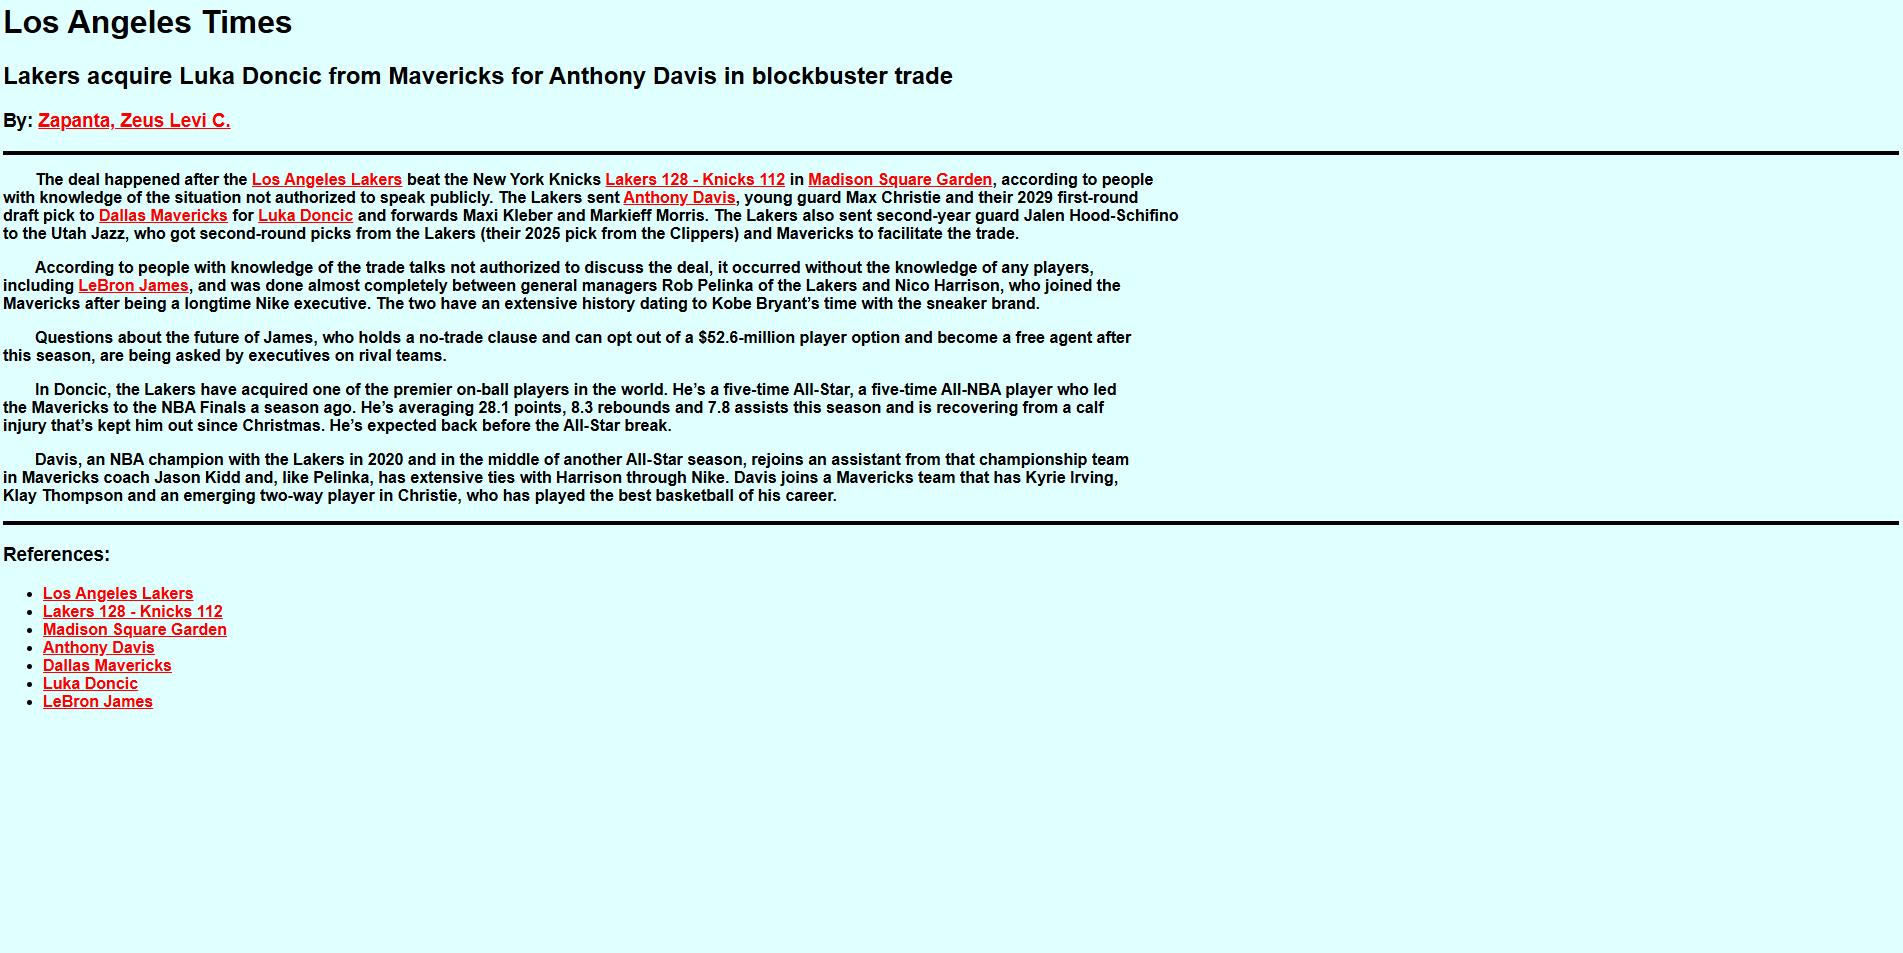 Los Angeles Times
Lakers acquire Luka Doncic from Mavericks for Anthony Davis in blockbuster trade
By: Zapanta, Zeus Levi C.
The deal happened after the Los Angeles Lakers beat the New York Knicks Lakers 128 - Knicks 112 in Madison Square Garden, according to people
with knowledge of the situation not authorized to speak publicly. The Lakers sent Anthony Davis, young guard Max Christie and their 2029 first-round
draft pick to Dallas Mavericks for Luka Doncic and forwards Maxi Kleber and Markieff Morris. The Lakers also sent second-year guard Jalen Hood-Schifino
to the Utah Jazz, who got second-round picks from the Lakers (their 2025 pick from the Clippers) and Mavericks to facilitate the trade.
According to people with knowledge of the trade talks not authorized to discuss the deal, it occurred without the knowledge of any players,
including LeBron James, and was done almost completely between general managers Rob Pelinka of the Lakers and Nico Harrison, who joined the
Mavericks after being a longtime Nike executive. The two have an extensive history dating to Kobe Bryant’s time with the sneaker brand.
Questions about the future of James, who holds a no-trade clause and can opt out of a $52.6-million player option and become a free agent after
this season, are being asked by executives on rival teams.
In Doncic, the Lakers have acquired one of the premier on-ball players in the world. He’s a five-time All-Star, a five-time All-NBA player who led
the Mavericks to the NBA Finals a season ago. He’s averaging 28.1 points, 8.3 rebounds and 7.8 assists this season and is recovering from a calf
injury that’s kept him out since Christmas. He’s expected back before the All-Star break.
Davis, an NBA champion with the Lakers in 2020 and in the middle of another All-Star season, rejoins an assistant from that championship team
in Mavericks coach Jason Kidd and, like Pelinka, has extensive ties with Harrison through Nike. Davis joins a Mavericks team that has Kyrie Irving,
Klay Thompson and an emerging two-way player in Christie, who has played the best basketball of his career.
References:
• Los Angeles Lakers
• Lakers 128 - Knicks 112
• Madison Square Garden
• Anthony Davis
• Dallas Mavericks
• Luka Doncic
• LeBron James